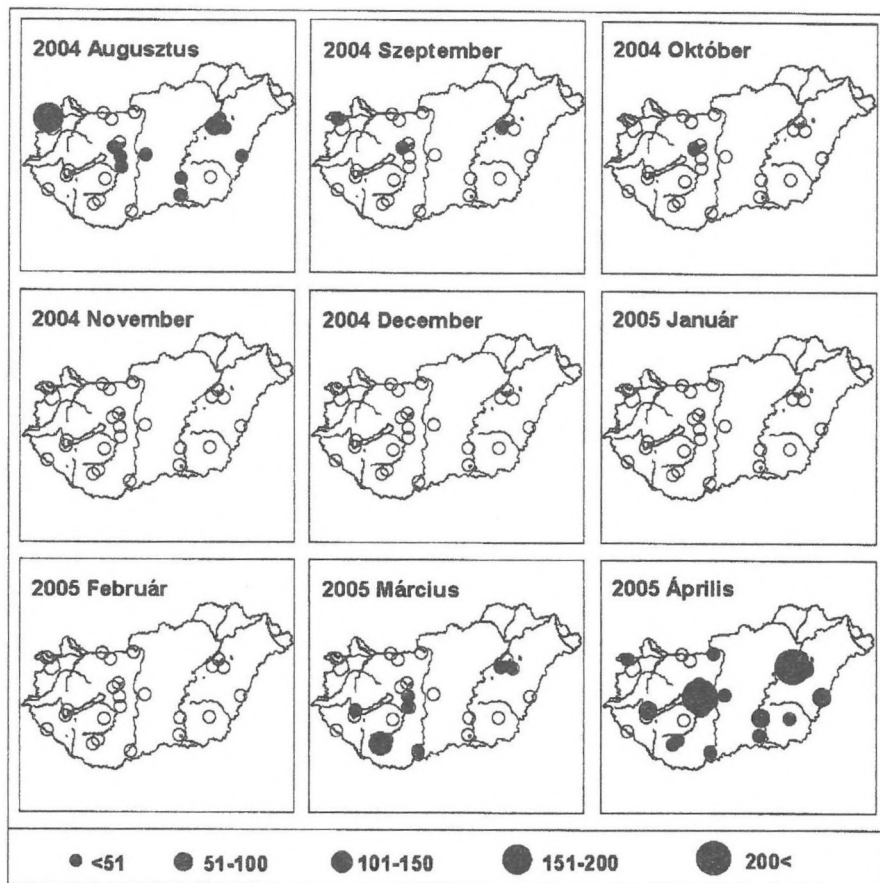 2004 Augusztus 2004 Szeptember 2004 Október
2004 November 2004 December 2005 Január
2005 Február 2005 Március 2005 Április
<51 51-100 101-150 151-200 200<